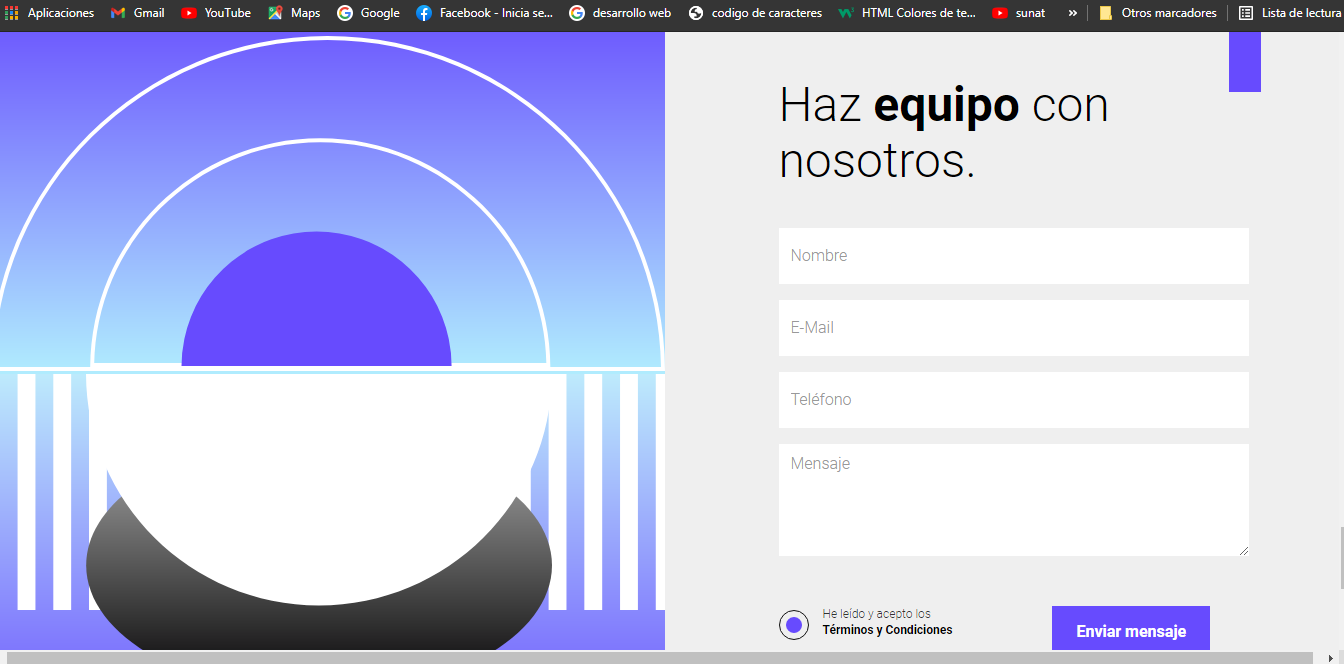 Aplicaciones Gmail YouTube Maps Google Facebook - Inicia se... desarrollo web codigo de caracteres HTML Colores de te... sunat » Otros marcadores Lista de lectura
Haz equipo con
nosotros.
Nombre
E-Mail
Teléfono
Mensaje
He leído y acepto los
Términos y Condiciones
Enviar mensaje